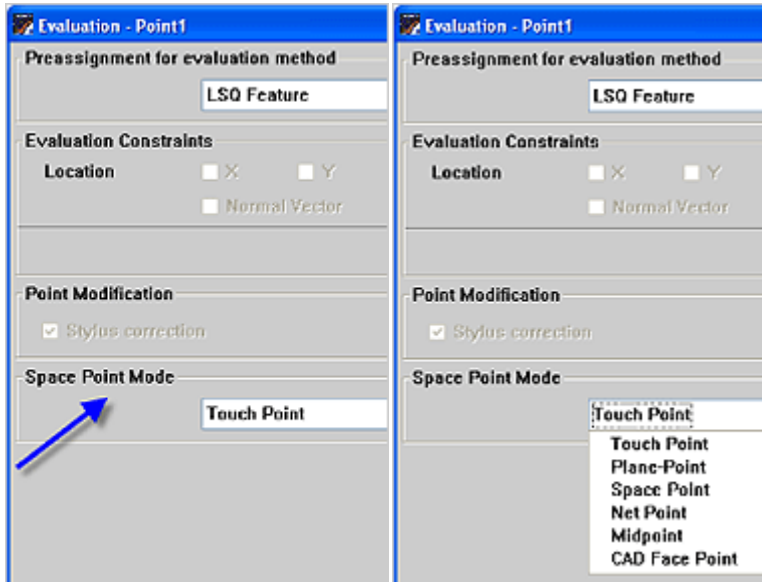 Evaluation - Point1
Preassignment for evaluation method
LSQ Feature
Evaluation Constraints
Location X Y
Normal Vector
Point Modification
Stylus correction
Space Point Mode
Touch Point
Evaluation - Point1
Preassignment for evaluation method
LSQ Feature
Evaluation Constraints
Location X Y
Normal Vector
Point Modification
Stylus correction
Space Point Mode
Touch Point
Touch Point
Plane-Point
Space Point
Net Point
Midpoint
CAD Face Point